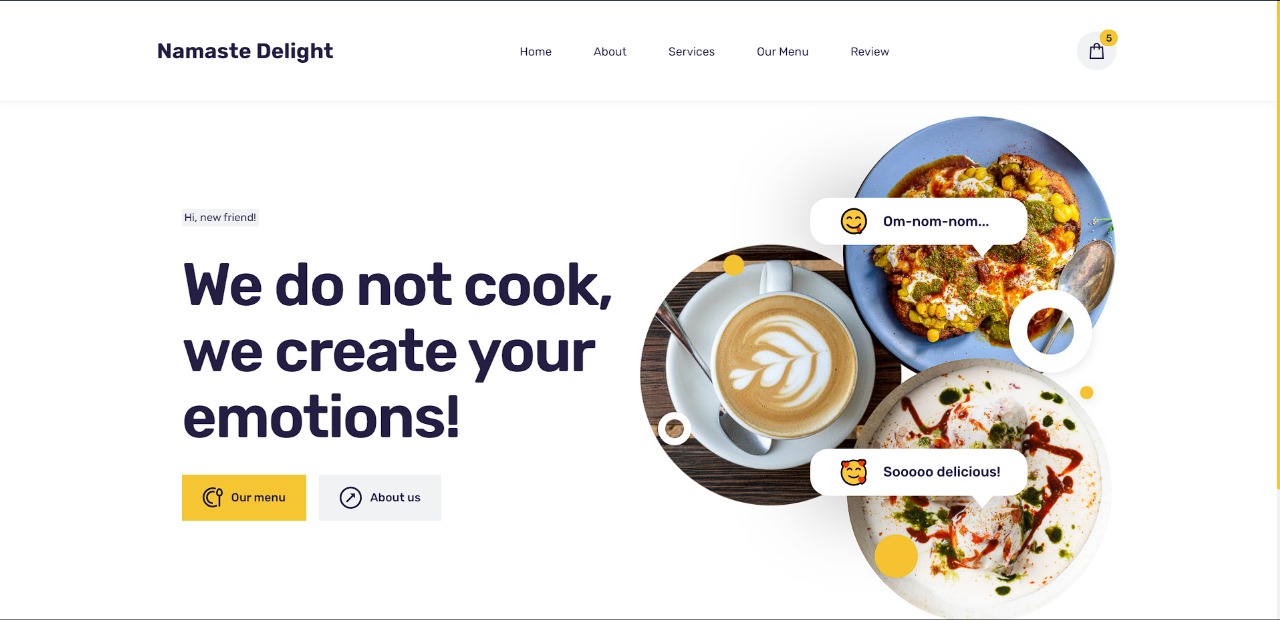 Namaste Delight
Home
About
Services
Our Menu
Review
5
Hi, new friend!
We do not cook,
we create your
emotions!
Our menu
About us
Om-nom-nom...
Sooooo delicious!